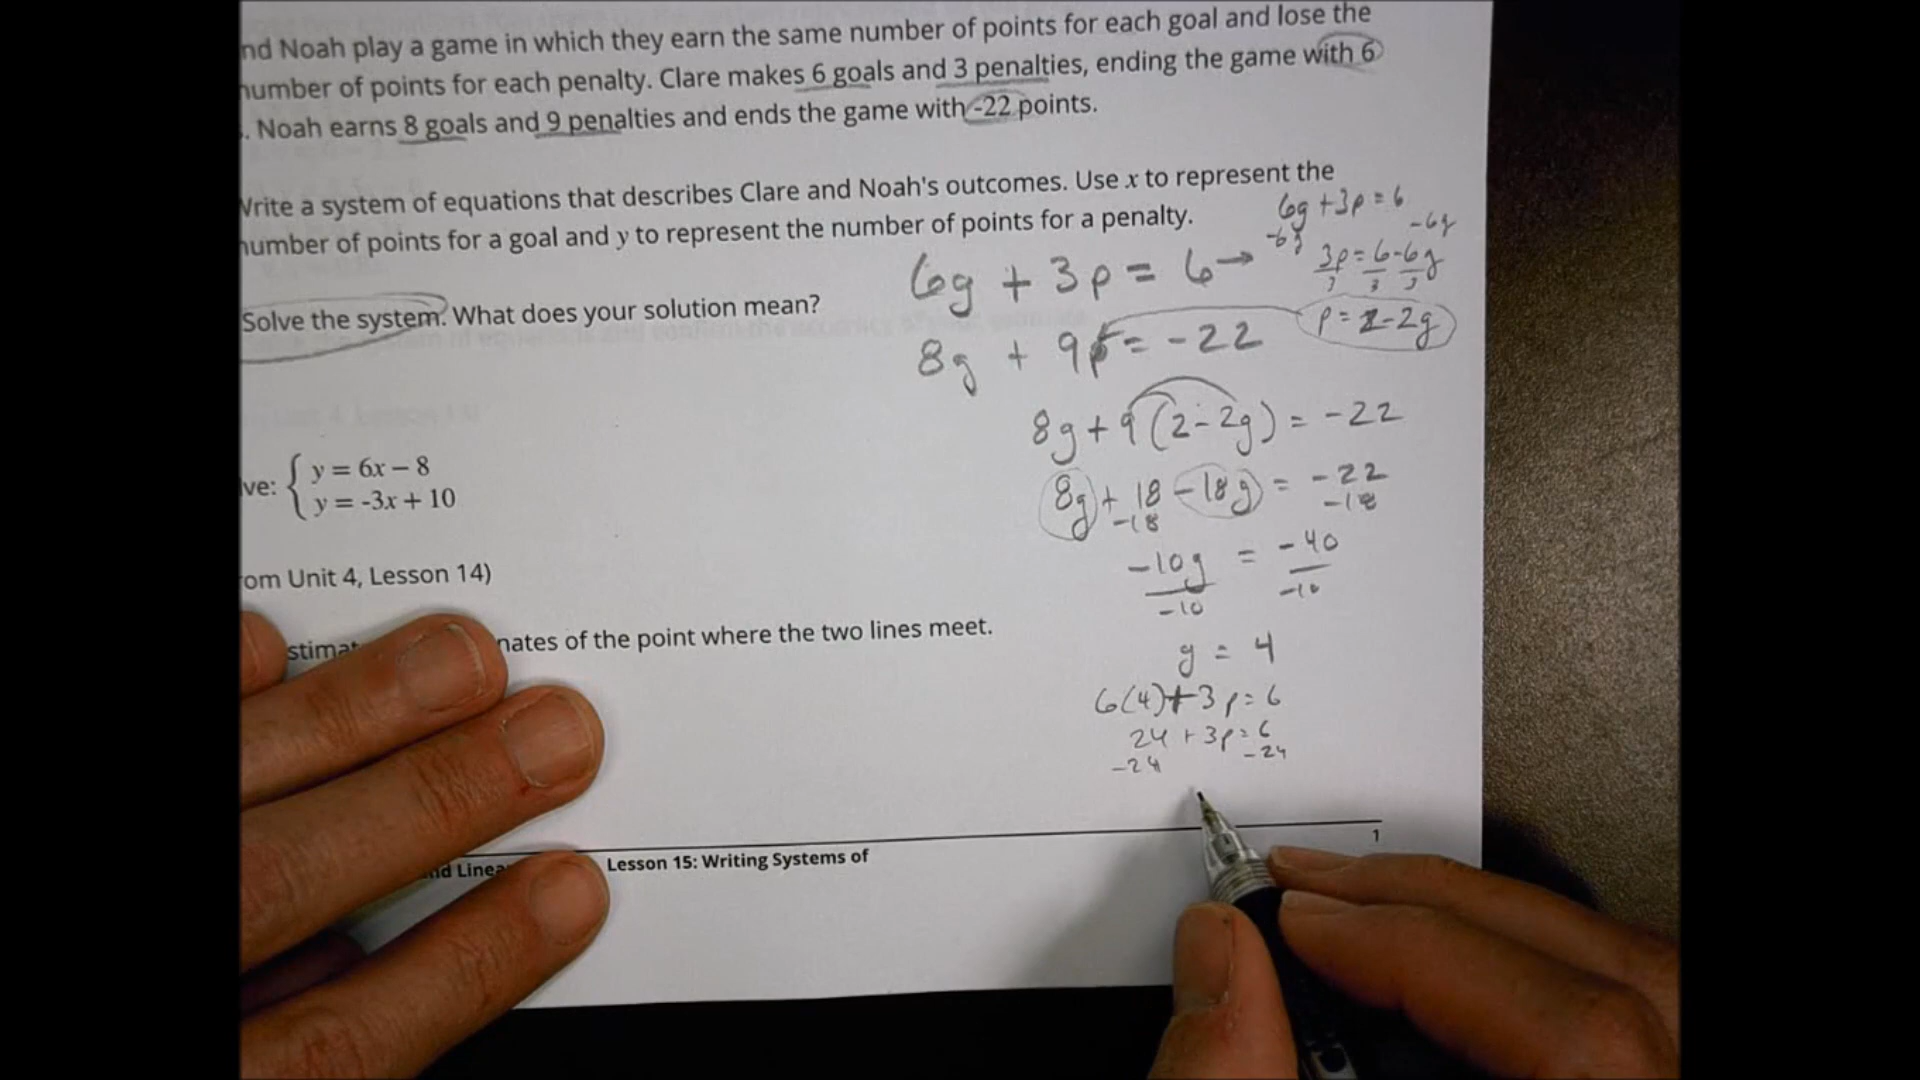 nd Noah play a game in which they earn the same number of points for each goal and lose the
number of points for each penalty. Clare makes 6 goals and 3 penalties, ending the game with 6
. Noah earns 8 goals and 9 penalties and ends the game with -22 points.
Write a system of equations that describes Clare and Noah's outcomes. Use x to represent the
number of points for a goal and y to represent the number of points for a penalty.
6g + 3p = 6
-6g -6g
3p = 6 - 6g
3 3 3
p = 2 - 2g
6g + 3p = 6 →
Solve the system. What does your solution mean?
8g + 9p = -22
8g + 9(2 - 2g) = -22
8g + 18 - 18g = -22
-18 -18
ve: { y = 6x – 8
y = -3x + 10
-10g = -40
-10 -10
om Unit 4, Lesson 14)
stimat nates of the point where the two lines meet.
g = 4
6(4) + 3p = 6
24 + 3p = 6
-24 -24
1
nd Linea Lesson 15: Writing Systems of